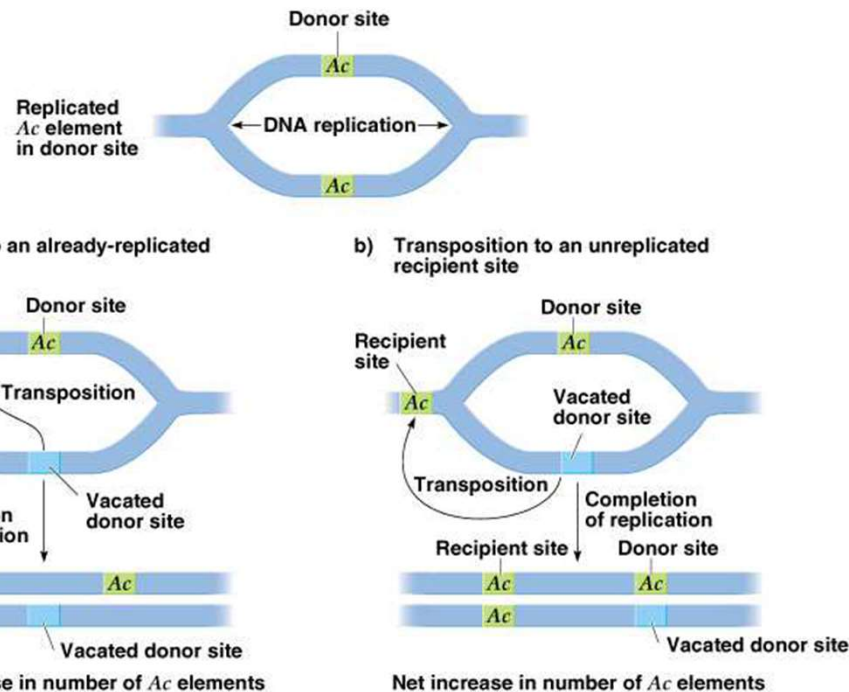 Donor site
Ac
Replicated
Ac element
in donor site
DNA replication
Ac
an already-replicated
Donor site
Ac
Transposition
Vacated
donor site
Ac
Vacated donor site
in number of Ac elements
b) Transposition to an unreplicated
recipient site
Donor site
Recipient
site
Ac
Ac
Vacated
donor site
Transposition
Completion
of replication
Recipient site
Donor site
Ac
Ac
Ac
Vacated donor site
Net increase in number of Ac elements